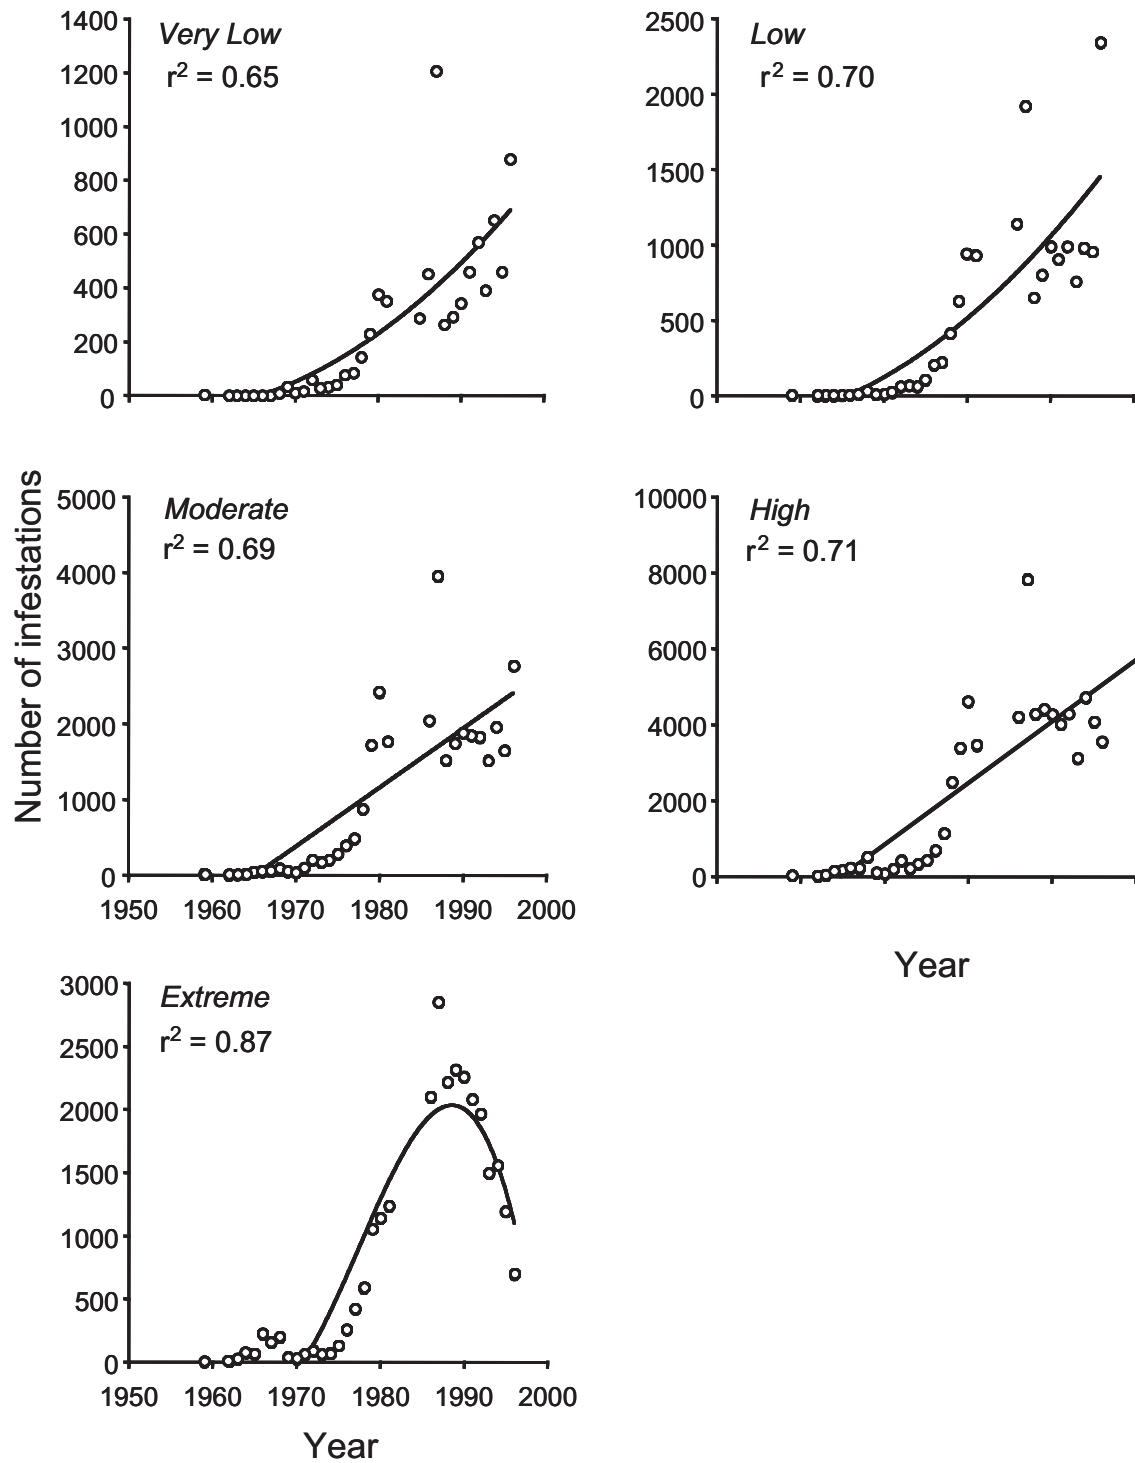 Number of infestations
Very Low
r² = 0.65
1400
1200
1000
800
600
400
200
0
Low
r² = 0.70
2500
2000
1500
1000
500
0
Moderate
r² = 0.69
5000
4000
3000
2000
1000
0
1950 1960 1970 1980 1990 2000
High
r² = 0.71
10000
8000
6000
4000
2000
0
Year
Extreme
r² = 0.87
3000
2500
2000
1500
1000
500
0
1950 1960 1970 1980 1990 2000
Year